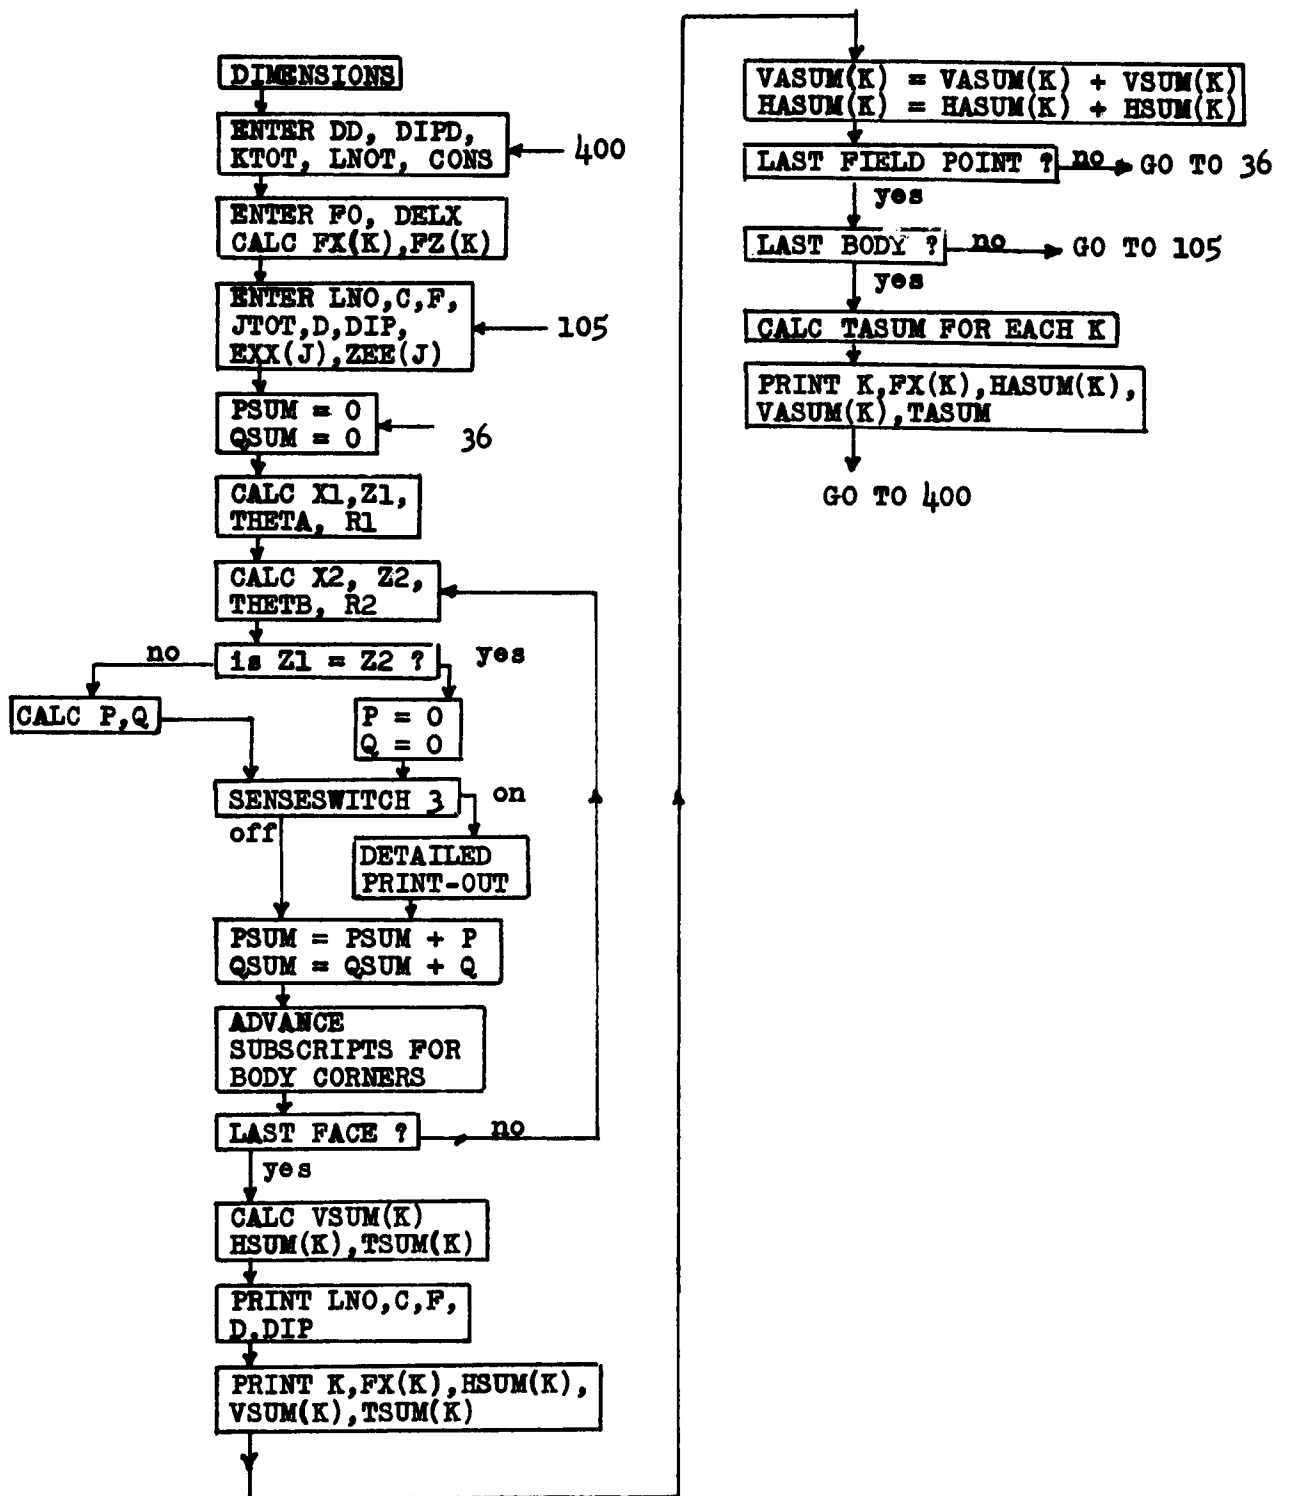 DIMENSIONS
ENTER DD, DIPD,
KTOT, LNOT, CONS
400
ENTER FO, DELX
CALC FX(K),FZ(K)
ENTER LNO,C,F,
JTOT,D,DIP,
EXX(J),ZEE(J)
105
PSUM = 0
QSUM = 0
36
CALC X1,Z1,
THETA, R1
CALC X2, Z2,
THETB, R2
no
is Z1 = Z2 ?
yes
CALC P,Q
P = 0
Q = 0
SENSESWITCH 3
on
off
DETAILED
PRINT-OUT
PSUM = PSUM + P
QSUM = QSUM + Q
ADVANCE
SUBSCRIPTS FOR
BODY CORNERS
LAST FACE ?
no
yes
CALC VSUM(K)
HSUM(K),TSUM(K)
PRINT LNO,C,F,
D.DIP
PRINT K,FX(K),HSUM(K),
VSUM(K),TSUM(K)
VASUM(K) = VASUM(K) + VSUM(K)
HASUM(K) = HASUM(K) + HSUM(K)
LAST FIELD POINT ?
no
GO TO 36
yes
LAST BODY ?
no
GO TO 105
yes
CALC TASUM FOR EACH K
PRINT K,FX(K),HASUM(K),
VASUM(K),TASUM
GO TO 400